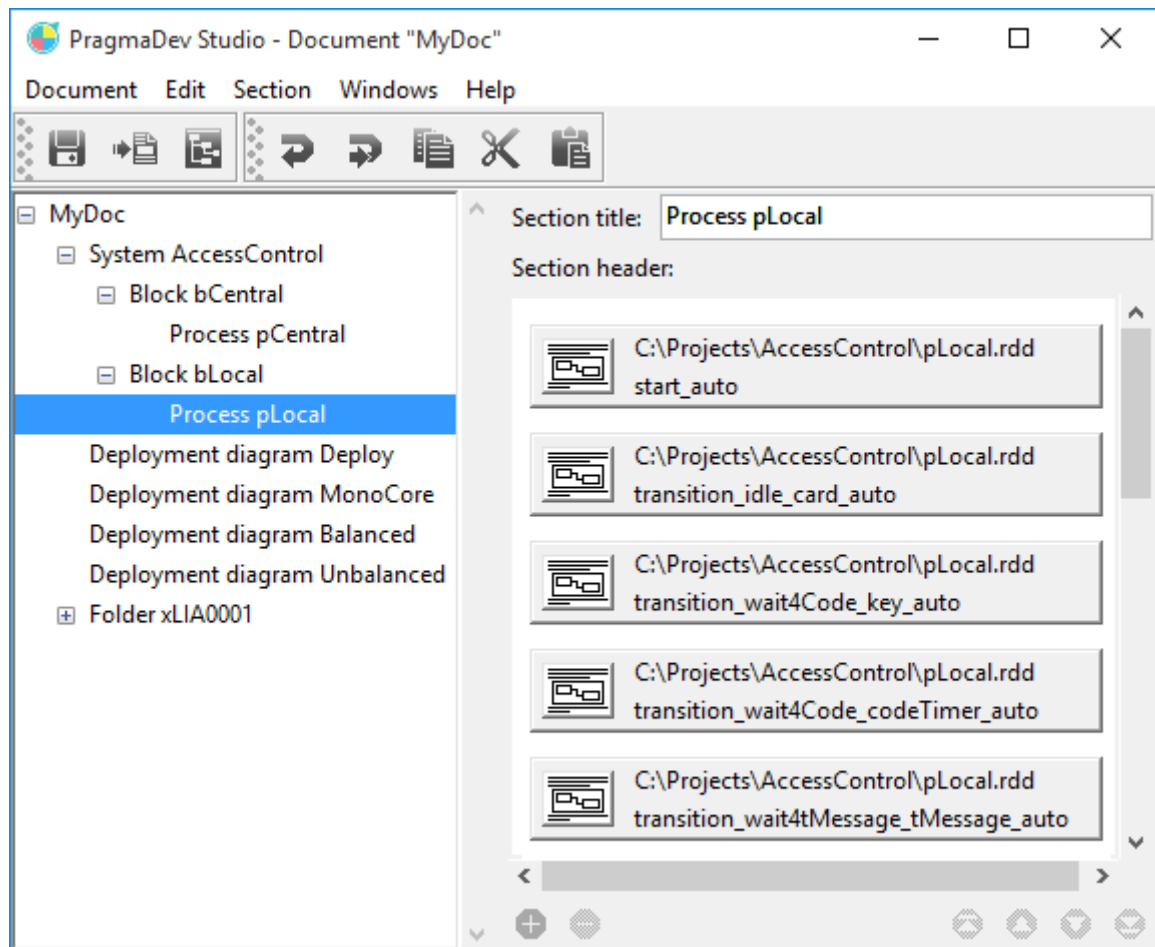 PragmaDev Studio - Document "MyDoc"
Document Edit Section Windows Help
MyDoc
System AccessControl
Block bCentral
Process pCentral
Block bLocal
Process pLocal
Deployment diagram Deploy
Deployment diagram MonoCore
Deployment diagram Balanced
Deployment diagram Unbalanced
Folder xLIA0001
Section title: Process pLocal
Section header:
C:\Projects\AccessControl\pLocal.rdd
start_auto
C:\Projects\AccessControl\pLocal.rdd
transition_idle_card_auto
C:\Projects\AccessControl\pLocal.rdd
transition_wait4Code_key_auto
C:\Projects\AccessControl\pLocal.rdd
transition_wait4Code_codeTimer_auto
C:\Projects\AccessControl\pLocal.rdd
transition_wait4tMessage_tMessage_auto